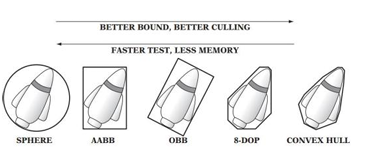 BETTER BOUND, BETTER CULLING
FASTER TEST, LESS MEMORY
SPHERE AABB OBB 8-DOP CONVEX HULL